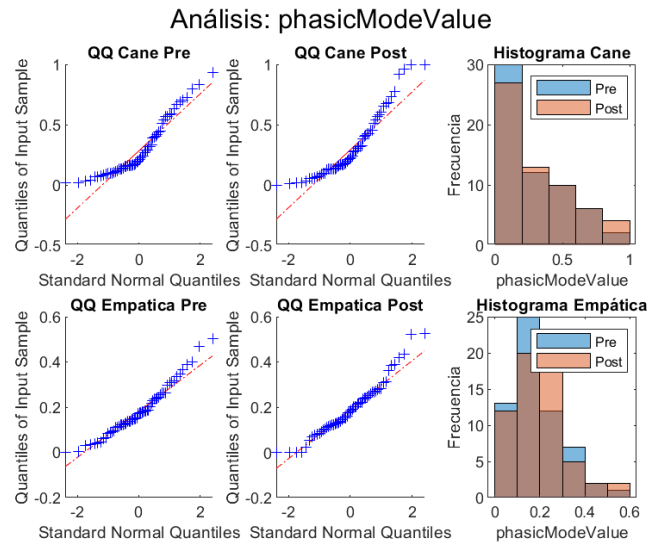 Análisis: phasicModeValue
QQ Cane Pre
Quantiles of Input Sample
1
0.5
0
-0.5
-2
0
2
Standard Normal Quantiles
QQ Cane Post
Quantiles of Input Sample
1
0.5
0
-0.5
-2
0
2
Standard Normal Quantiles
Histograma Cane
Frecuencia
30
20
10
0
Pre
Post
0
0.5
1
phasicModeValue
QQ Empatica Pre
Quantiles of Input Sample
0.6
0.4
0.2
0
-0.2
-2
0
2
Standard Normal Quantiles
QQ Empatica Post
Quantiles of Input Sample
0.6
0.4
0.2
0
-0.2
-2
0
2
Standard Normal Quantiles
Histograma Empática
Frecuencia
25
20
15
10
5
0
Pre
Post
0
0.2
0.4
0.6
phasicModeValue